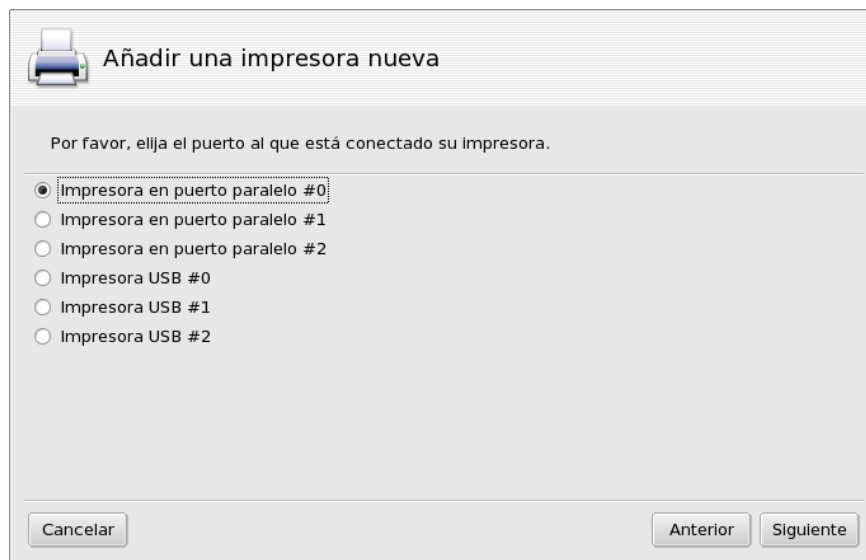 Añadir una impresora nueva
Por favor, elija el puerto al que está conectado su impresora.
Impresora en puerto paralelo #0
Impresora en puerto paralelo #1
Impresora en puerto paralelo #2
Impresora USB #0
Impresora USB #1
Impresora USB #2
Cancelar Anterior Siguiente